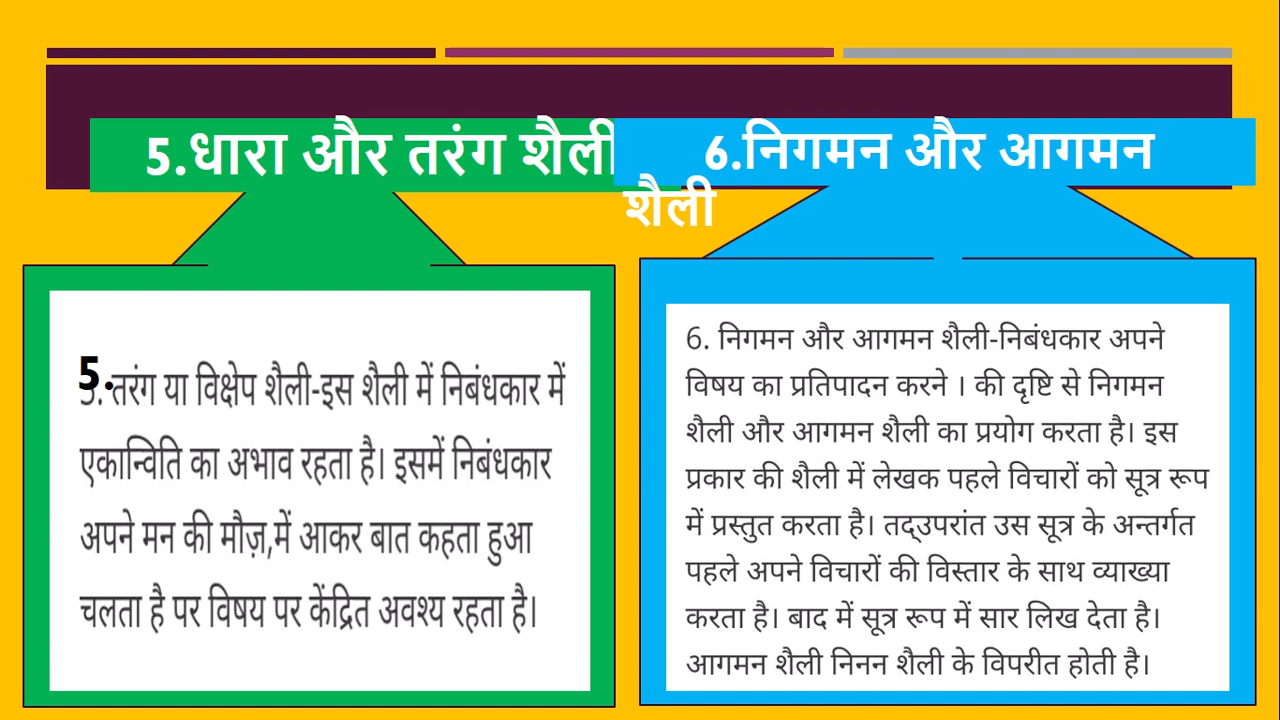 5.धारा और तरंग शैली
6.निगमन और आगमन
शैली
5.तरंग या विक्षेप शैली-इस शैली में निबंधकार में
एकान्विति का अभाव रहता है। इसमें निबंधकार
अपने मन की मौज़,में आकर बात कहता हुआ
चलता है पर विषय पर केंद्रित अवश्य रहता है।
6. निगमन और आगमन शैली-निबंधकार अपने
विषय का प्रतिपादन करने । की दृष्टि से निगमन
शैली और आगमन शैली का प्रयोग करता है। इस
प्रकार की शैली में लेखक पहले विचारों को सूत्र रूप
में प्रस्तुत करता है। तद्उपरांत उस सूत्र के अन्तर्गत
पहले अपने विचारों की विस्तार के साथ व्याख्या
करता है। बाद में सूत्र रूप में सार लिख देता है।
आगमन शैली निनन शैली के विपरीत होती है।